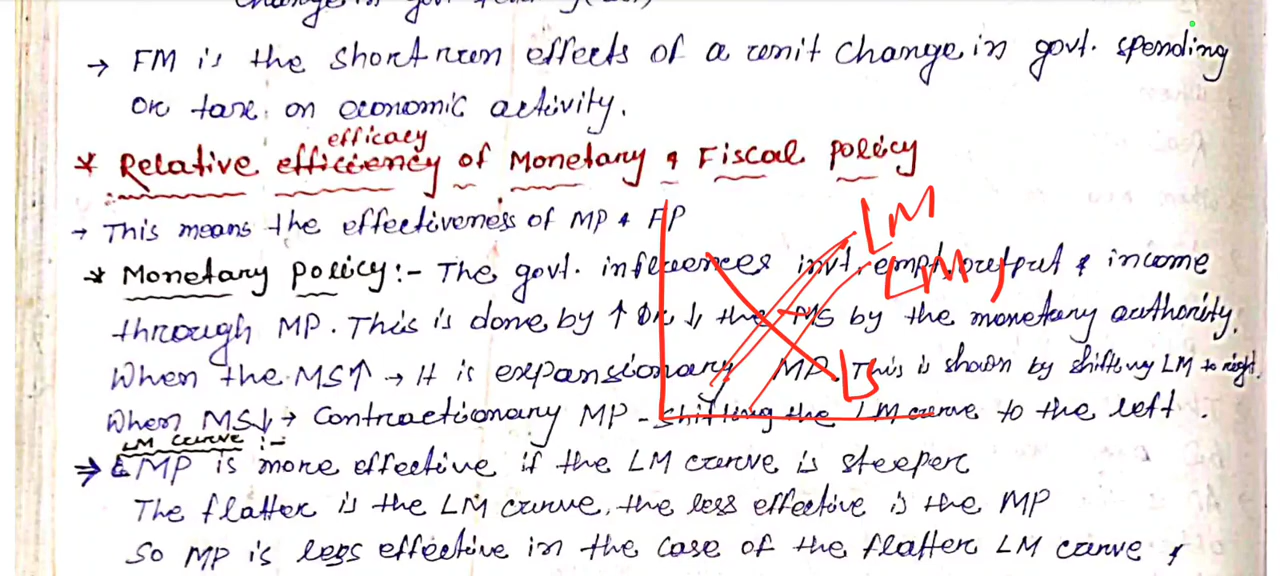 → FM is the short run effects of a unit change in govt. spending
or tax on economic activity.
efficacy
* Relative efficiency of Monetary & Fiscal policy
→ This means the effectiveness of MP & FP
LM
* Monetary policy:- The govt. influences invt, empt, output & income
LM₁
through MP. This is done by ↑ or ↓ the MS by the monetary authority.
When the MS↑ → It is expansionary MP. This is shown by shifting LM to right.
IS
When MS↓ → Contractionary MP - shifting the LM curve to the left.
LM curve :-
⇒ MP is more effective if the LM curve is steeper
The flatter is the LM curve, the less effective is the MP
So MP is less effective in the case of the flatter LM curve &